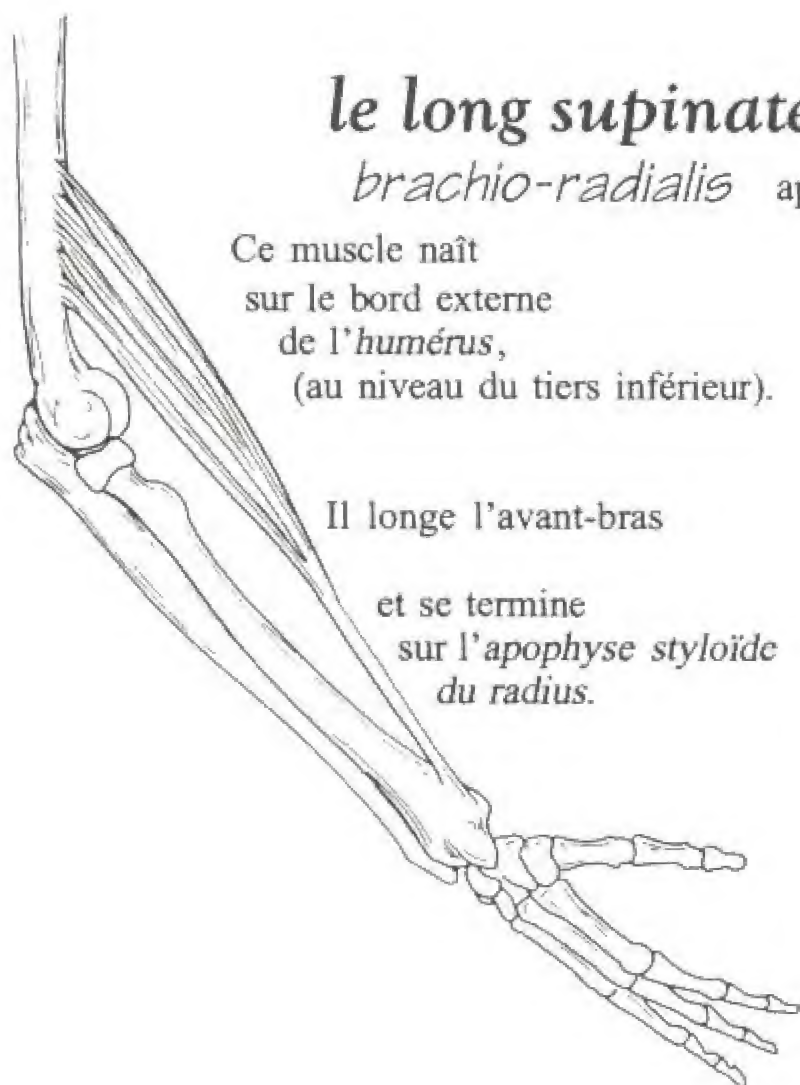 le long supinate
brachio-radialis ap
Ce muscle naît
sur le bord externe
de l'humérus,
(au niveau du tiers inférieur).
Il longe l'avant-bras
et se termine
sur l'apophyse styloïde
du radius.